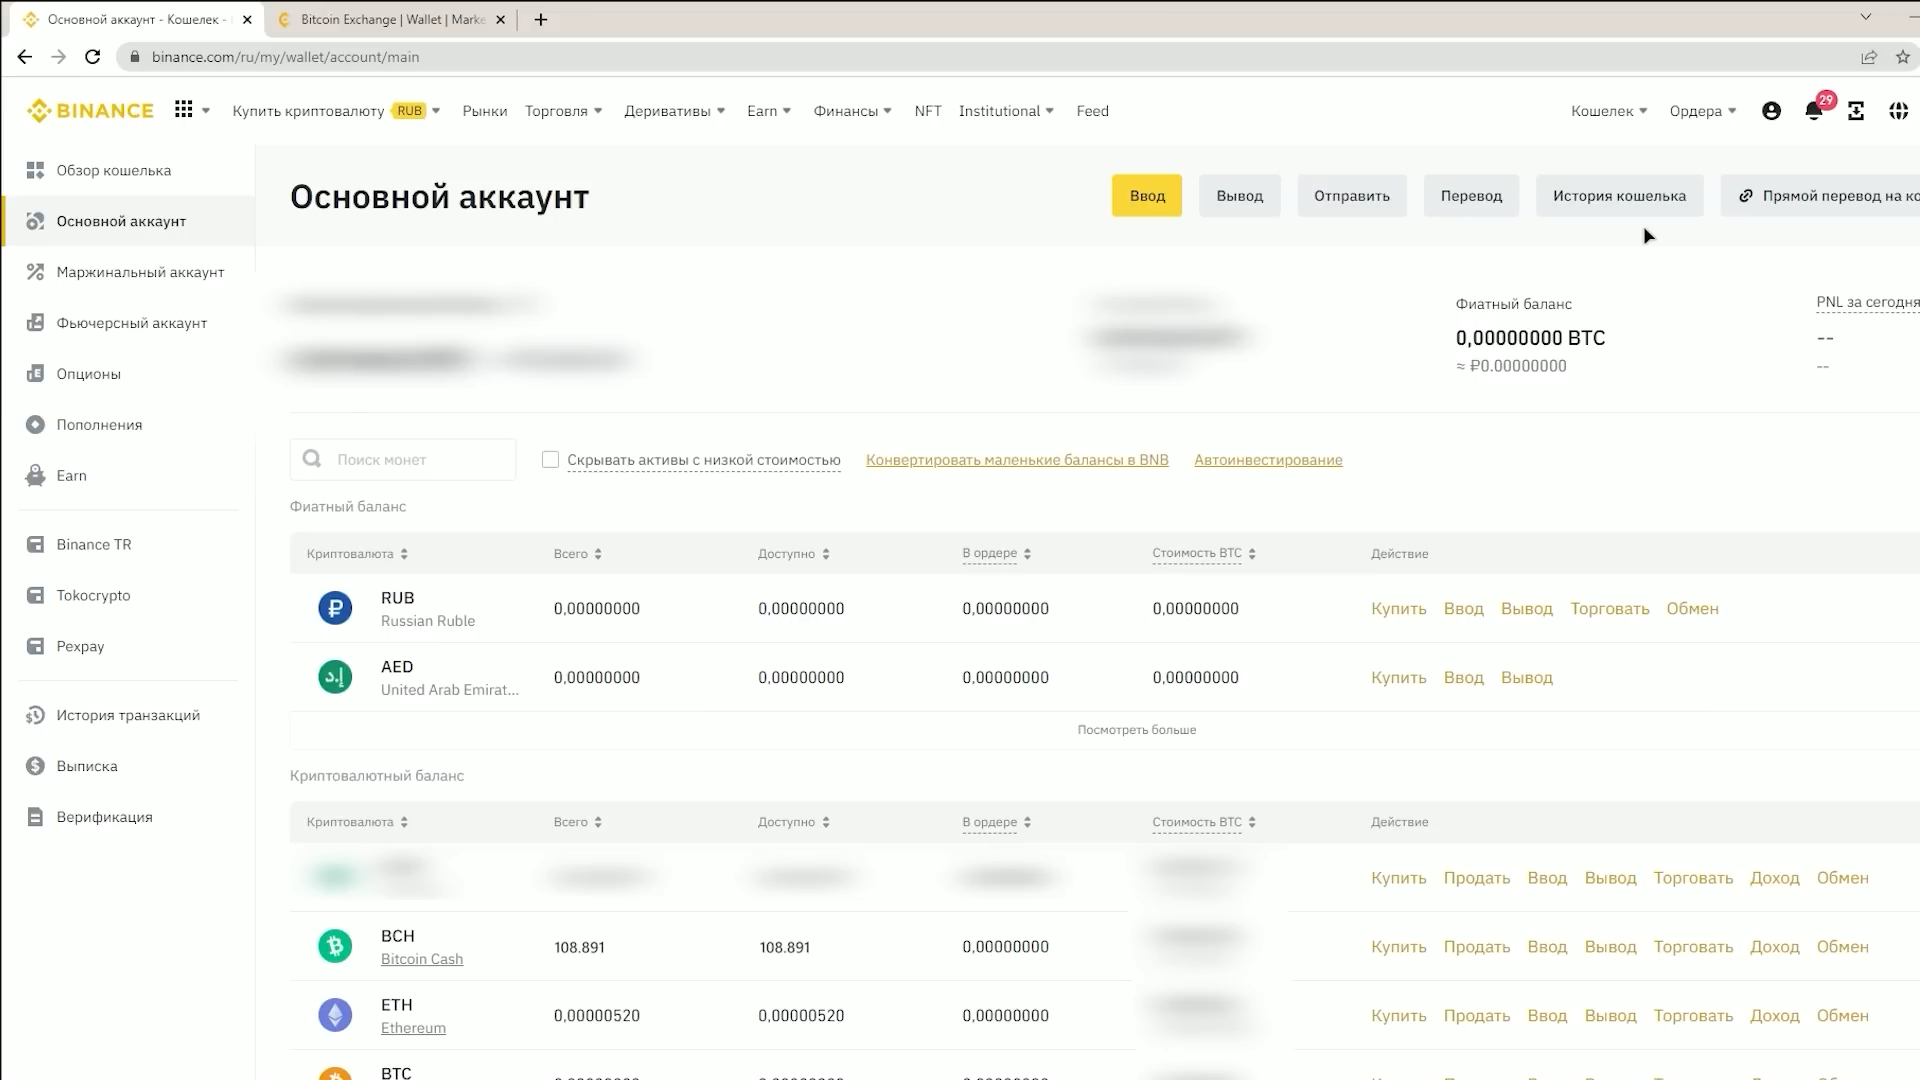 Основной аккаунт - Кошелек -
Bitcoin Exchange | Wallet | Marke
binance.com/ru/my/wallet/account/main
BINANCE
Купить криптовалюту RUB
Рынки
Торговля
Деривативы
Earn
Финансы
NFT
Institutional
Feed
Кошелек
Ордера
29
Обзор кошелька
Основной аккаунт
Маржинальный аккаунт
Фьючерсный аккаунт
Опционы
Пополнения
Earn
Binance TR
Tokocrypto
Pexpay
История транзакций
Выписка
Верификация
Основной аккаунт
Ввод
Вывод
Отправить
Перевод
История кошелька
Прямой перевод на ко
Фиатный баланс
0,00000000 BTC
≈ ₽0.00000000
PNL за сегодня
--
--
Поиск монет
Скрывать активы с низкой стоимостью
Конвертировать маленькие балансы в BNB
Автоинвестирование
Фиатный баланс
Криптовалюта Всего Доступно В ордере Стоимость BTC Действие
RUB
Russian Ruble
0,00000000 0,00000000 0,00000000 0,00000000 Купить Ввод Вывод Торговать Обмен
AED
United Arab Emirat...
0,00000000 0,00000000 0,00000000 0,00000000 Купить Ввод Вывод
Посмотреть больше
Криптовалютный баланс
Криптовалюта Всего Доступно В ордере Стоимость BTC Действие
Купить Продать Ввод Вывод Торговать Доход Обмен
BCH
Bitcoin Cash
108.891 108.891 0,00000000 Купить Продать Ввод Вывод Торговать Доход Обмен
ETH
Ethereum
0,00000520 0,00000520 0,00000000 Купить Продать Ввод Вывод Торговать Доход Обмен
BTC